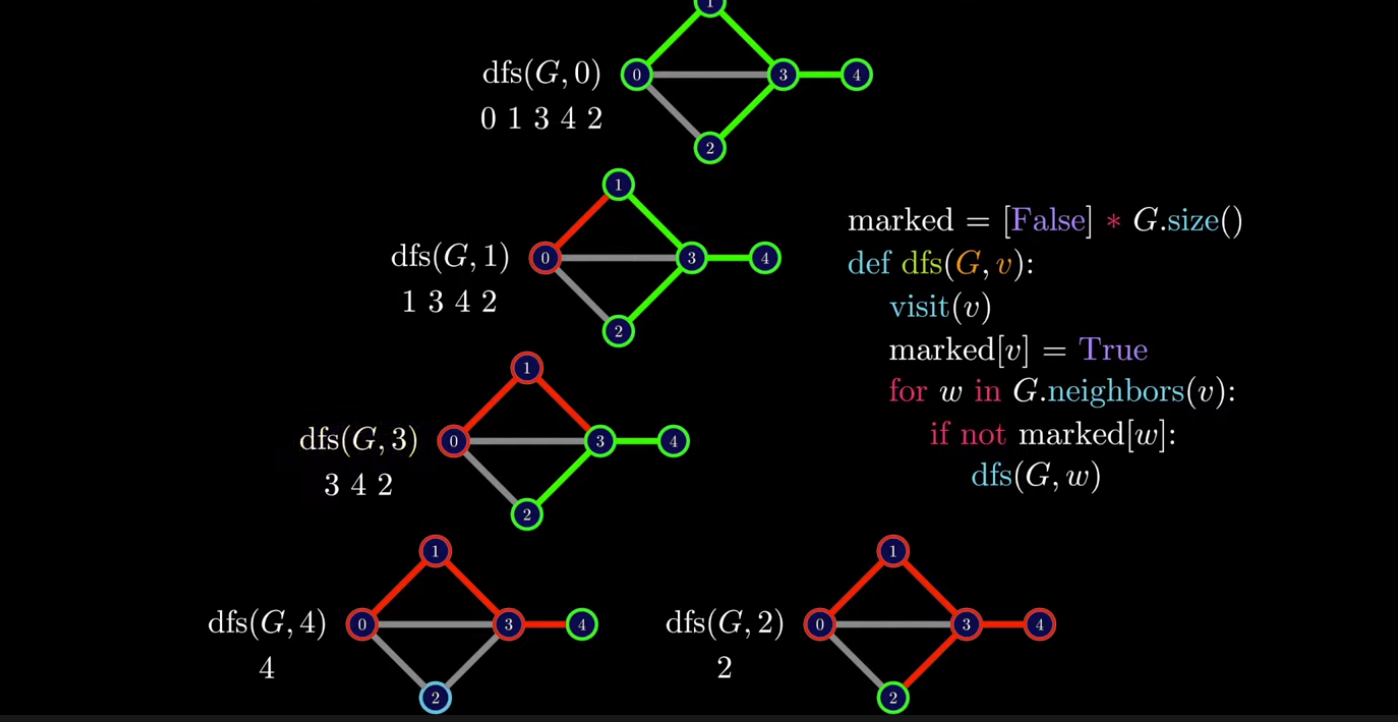 1
dfs(G, 0)
0 3 4
0 1 3 4 2
2
1
dfs(G, 1)
0 3 4
1 3 4 2
2
marked = [False] * G.size()
def dfs(G, v):
visit(v)
marked[v] = True
for w in G.neighbors(v):
if not marked[w]:
dfs(G, w)
1
dfs(G, 3)
0 3 4
3 4 2
2
1
dfs(G, 4)
0 3 4
4
2
1
dfs(G, 2)
0 3 4
2
2